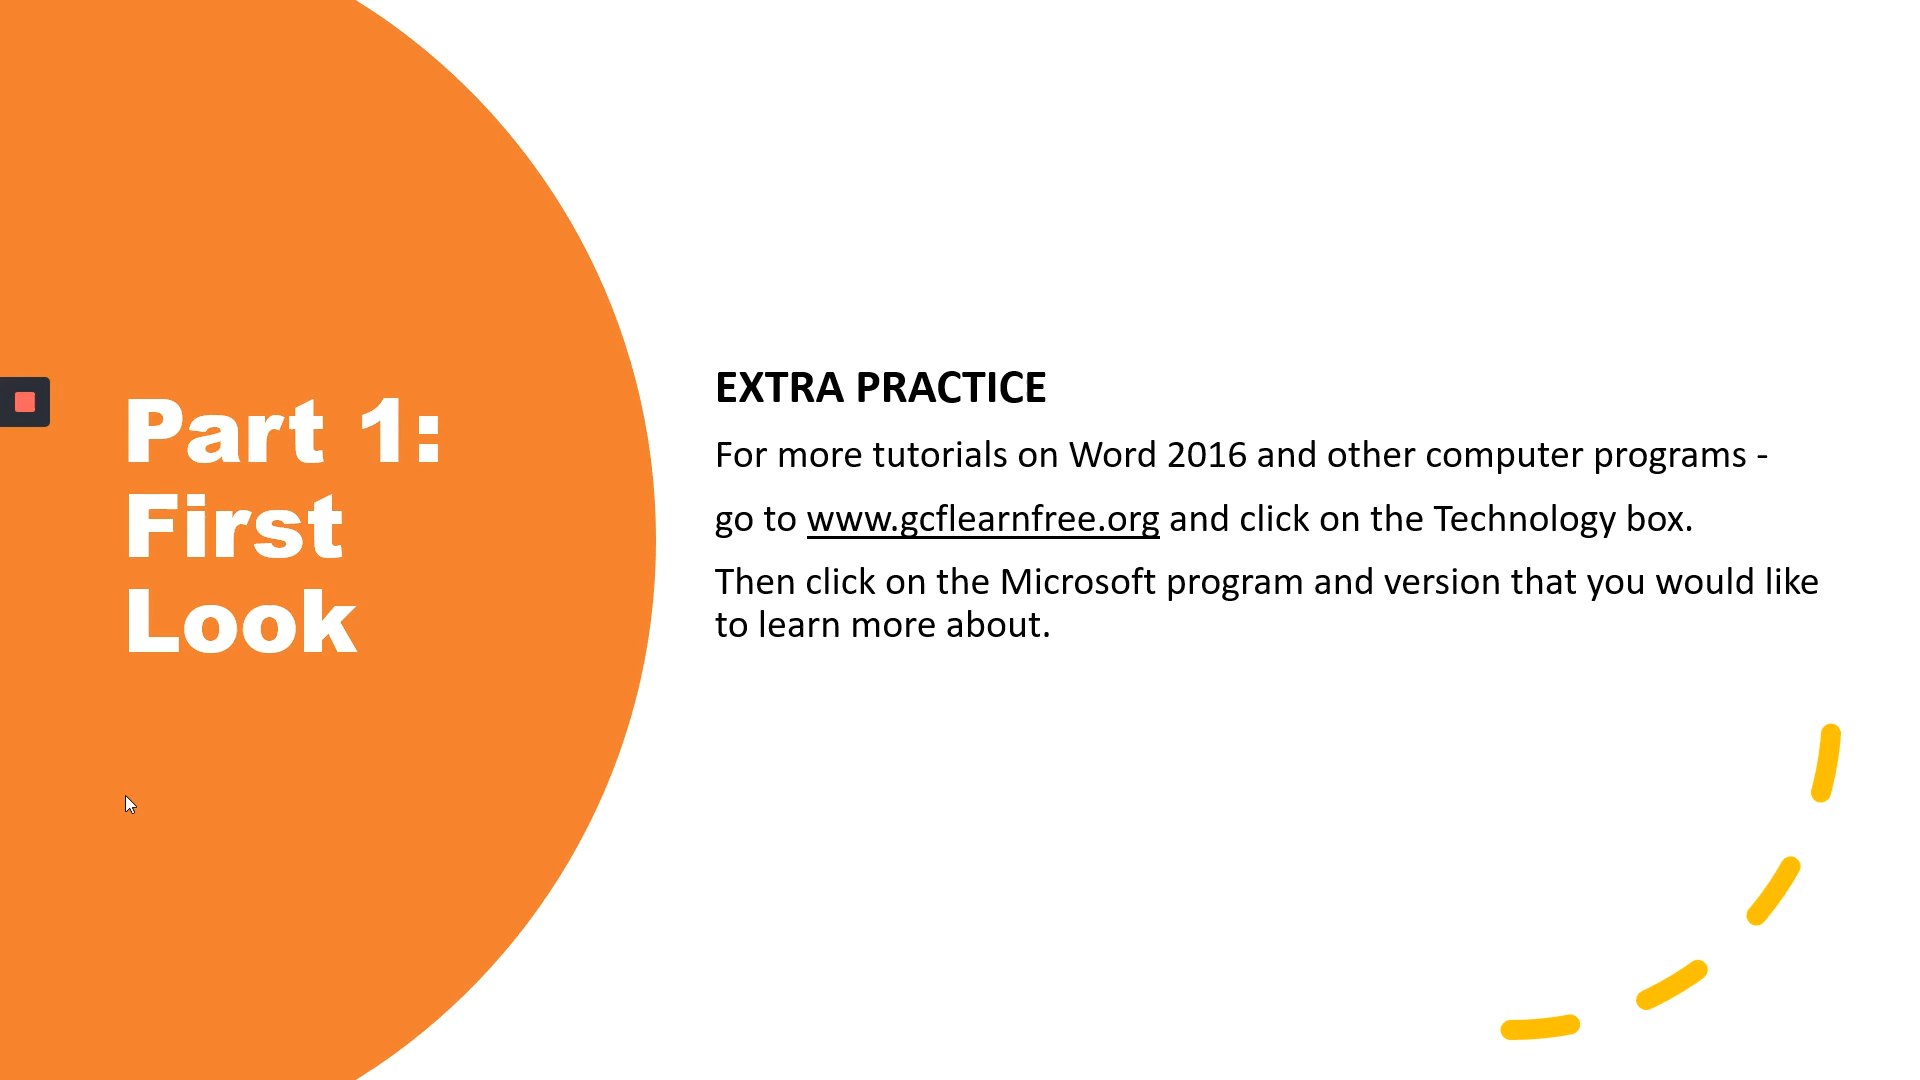 Part 1:
First
Look
EXTRA PRACTICE
For more tutorials on Word 2016 and other computer programs -
go to www.gcflearnfree.org and click on the Technology box.
Then click on the Microsoft program and version that you would like
to learn more about.